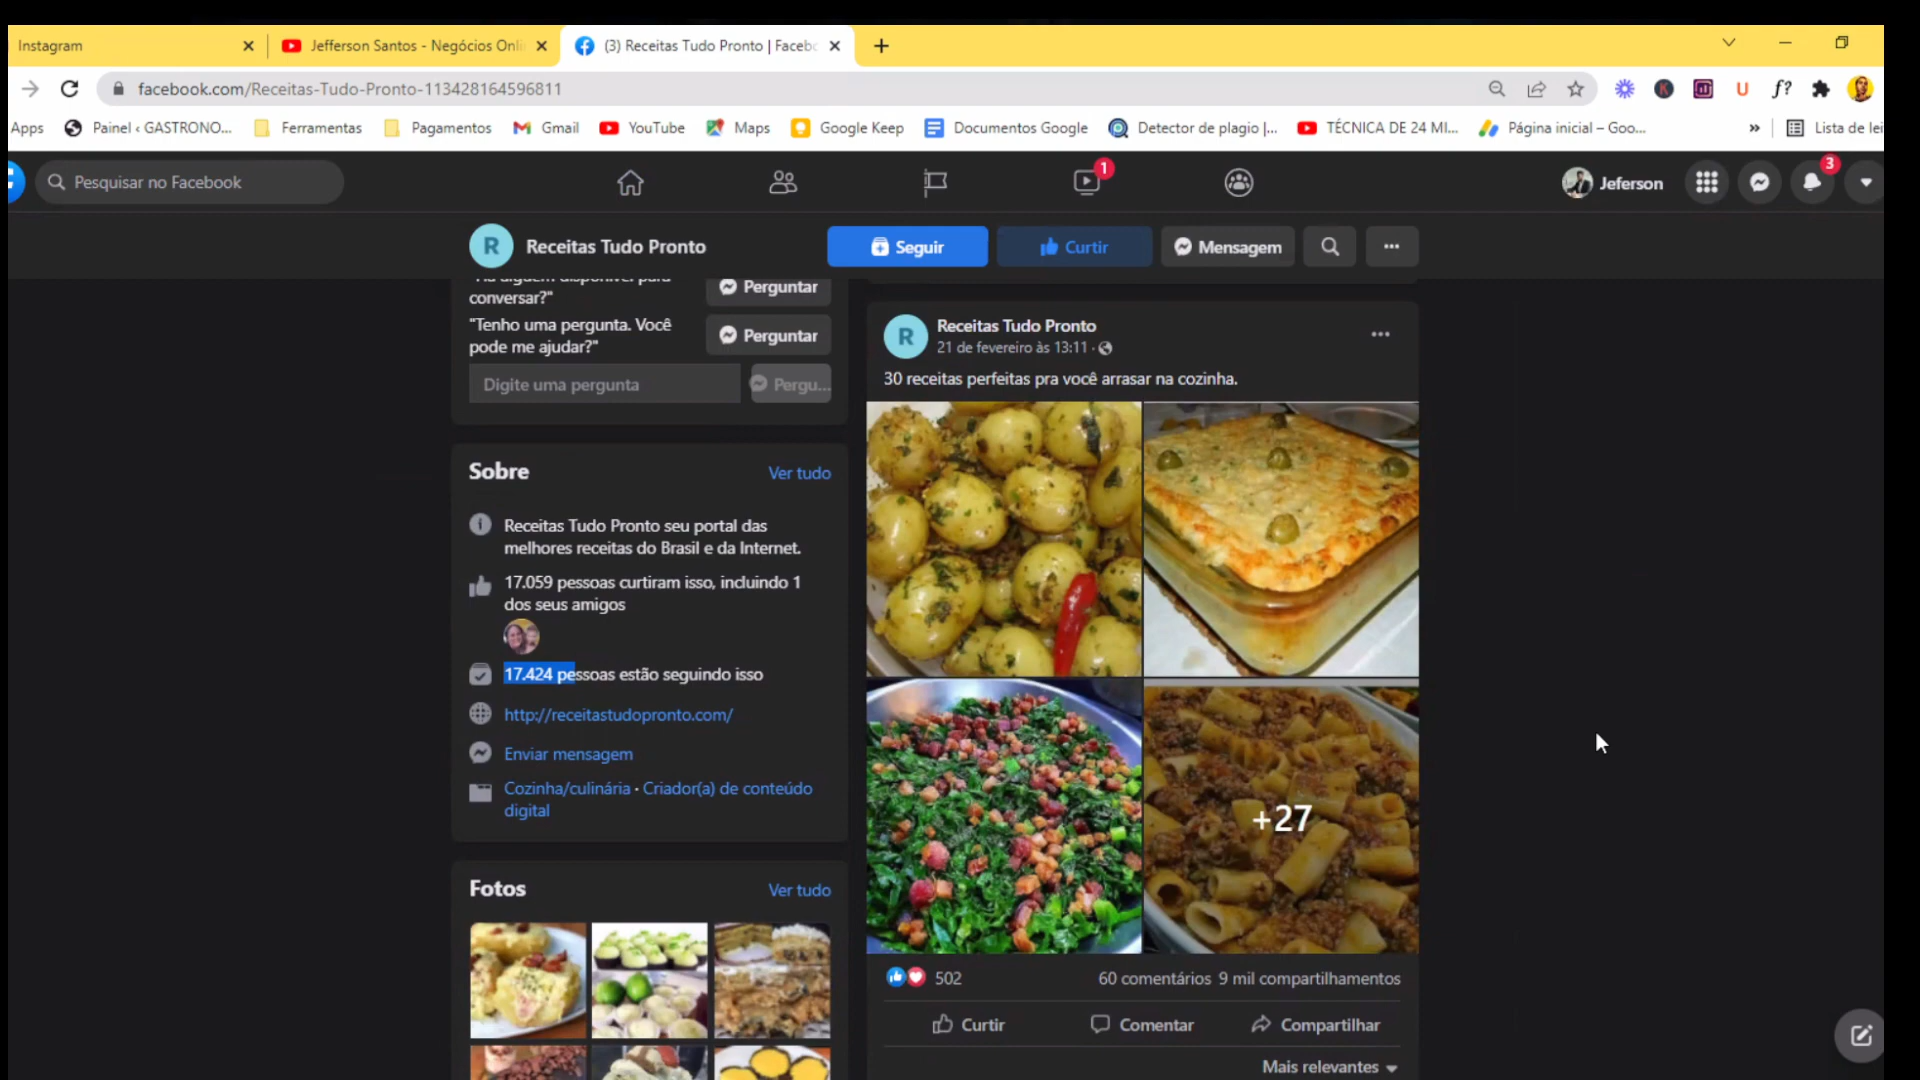 Instagram
Jefferson Santos - Negócios Onli
(3) Receitas Tudo Pronto | Facebo
facebook.com/Receitas-Tudo-Pronto-113428164596811
U
f?
Apps
Painel ‹ GASTRONO...
Ferramentas
Pagamentos
Gmail
YouTube
Maps
Google Keep
Documentos Google
Detector de plagio |...
TÉCNICA DE 24 MI...
Página inicial – Goo...
»
Lista de lei
Pesquisar no Facebook
1
Jeferson
3
R
Receitas Tudo Pronto
Seguir
Curtir
Mensagem
conversar?"
Perguntar
"Tenho uma pergunta. Você
pode me ajudar?"
Perguntar
Digite uma pergunta
Pergu...
Sobre
Ver tudo
Receitas Tudo Pronto seu portal das
melhores receitas do Brasil e da Internet.
17.059 pessoas curtiram isso, incluindo 1
dos seus amigos
17.424 pessoas estão seguindo isso
http://receitastudopronto.com/
Enviar mensagem
Cozinha/culinária · Criador(a) de conteúdo
digital
Fotos
Ver tudo
R
Receitas Tudo Pronto
21 de fevereiro às 13:11 ·
30 receitas perfeitas pra você arrasar na cozinha.
+27
502
60 comentários 9 mil compartilhamentos
Curtir
Comentar
Compartilhar
Mais relevantes